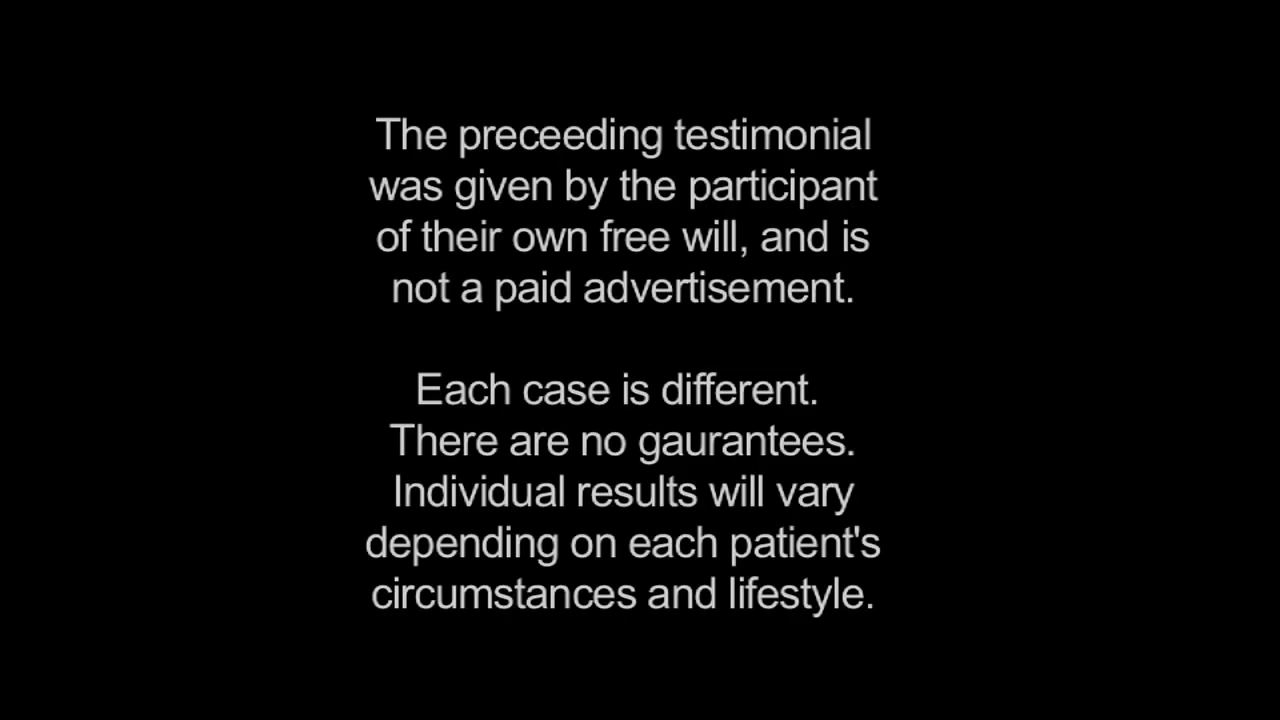 The preceeding testimonial
was given by the participant
of their own free will, and is
not a paid advertisement.
Each case is different.
There are no gaurantees.
Individual results will vary
depending on each patient's
circumstances and lifestyle.